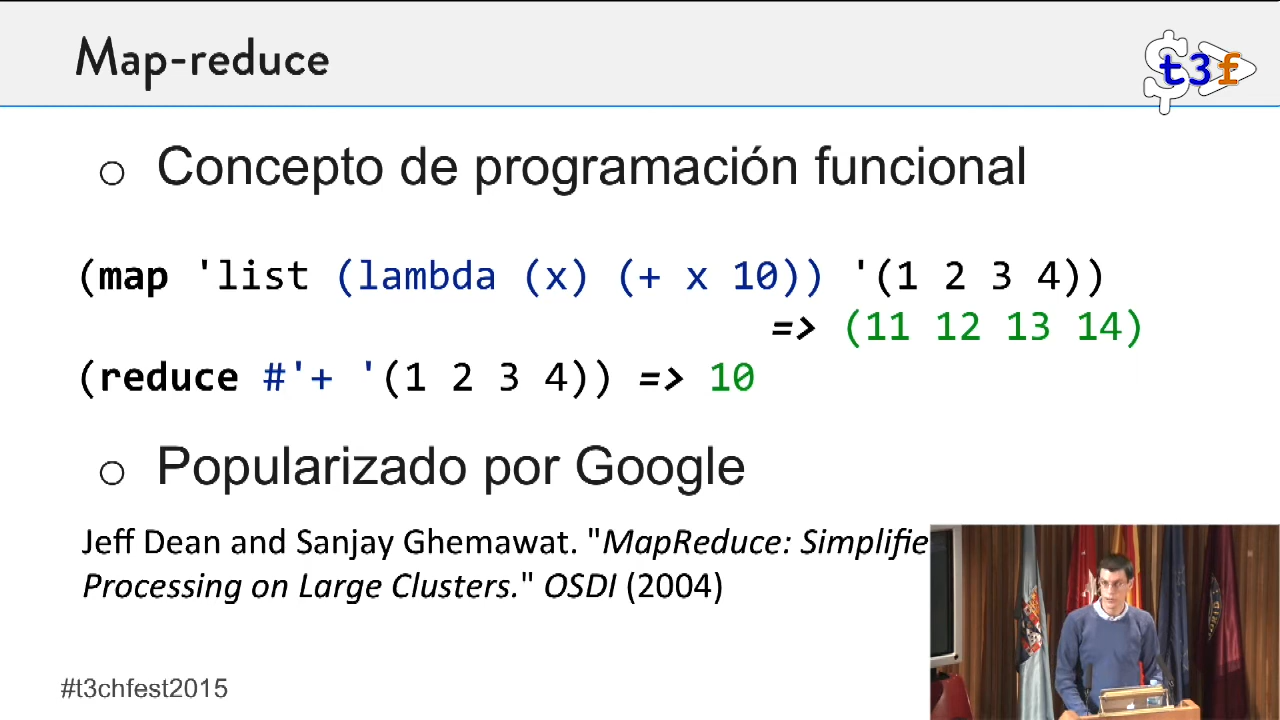 Map-reduce
t3f
Concepto de programación funcional
(map 'list (lambda (x) (+ x 10)) '(1 2 3 4))
=> (11 12 13 14)
(reduce #'+ '(1 2 3 4)) => 10
Popularizado por Google
Jeff Dean and Sanjay Ghemawat. "MapReduce: Simplifie
Processing on Large Clusters." OSDI (2004)
#t3chfest2015